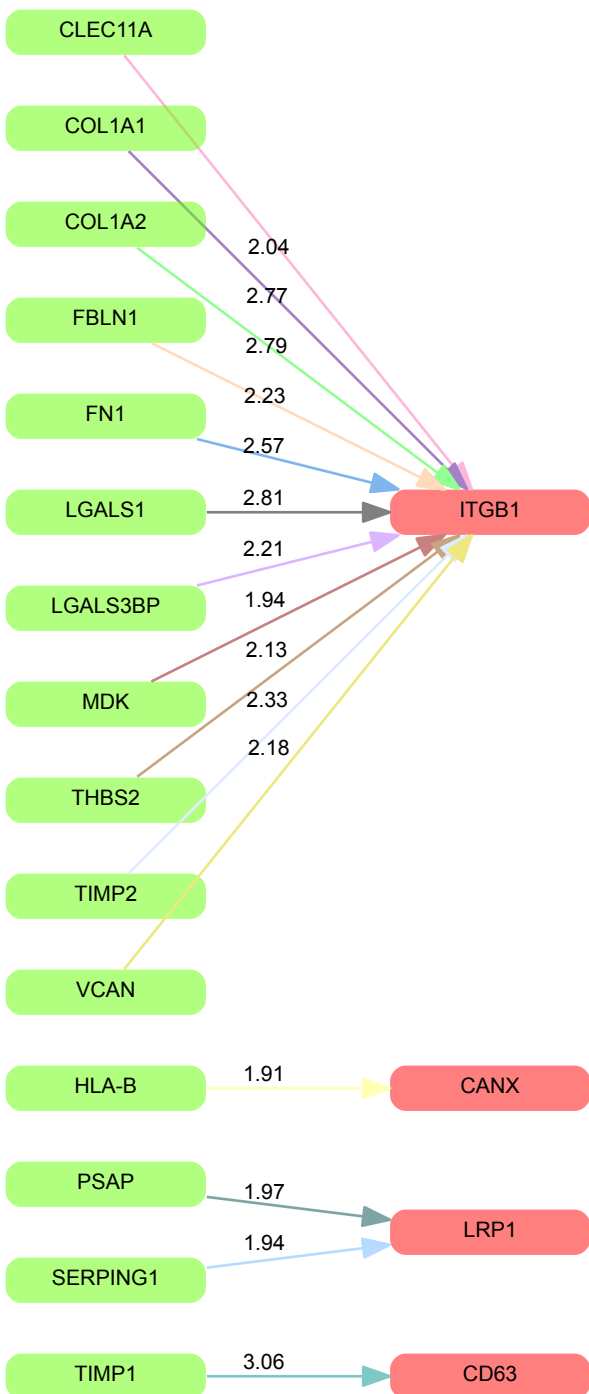 CLEC11A
COL1A1
COL1A2
2.04
2.77
FBLN1
2.79
2.23
FN1
2.57
LGALS1
2.81
ITGB1
2.21
LGALS3BP
1.94
MDK
2.13
2.33
2.18
THBS2
TIMP2
VCAN
HLA-B
1.91
CANX
PSAP
1.97
LRP1
1.94
SERPING1
TIMP1
3.06
CD63